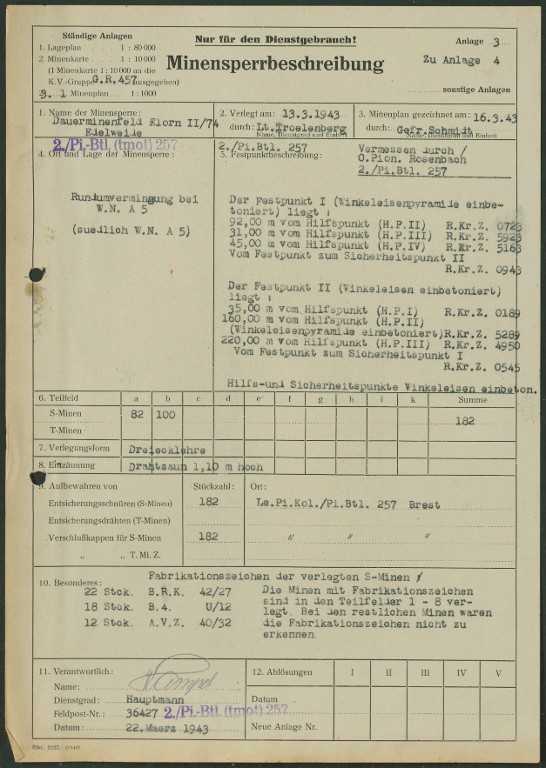 Ständige Anlagen
1. Lageplan . . . 1 : 80 000
2. Minenkarte . . . 1 : 10 000
(1 Minenkarte 1 : 10 000 an die
K.V.-Gruppe G.R.457 ausgegeben)
3. 1 Minenplan . . 1 : 1000
Nur für den Dienstgebrauch!
Minensperrbeschreibung
Anlage 3
Zu Anlage 4
sonstige Anlagen
1. Name der Minensperre:
Dauerminenfeld Klorn II/74
Edelweide
2./Pi.-Btl. (tmot) 257
2. Verlegt am: 13.3.1943
durch: Lt. Troelenberg
Name, Dienstgrad und Einheit
2./Pi.Btl. 257
3. Minenplan gezeichnet am: 16.3.43
durch: Gefr.Schmidt
Name, Dienstgrad und Einheit
Vermessen durch/
O.Pion. Rosenbach
2./Pi.Btl. 257
4. Ort und Lage der Minensperre:
Rundumverminung bei
W.N. A 5
(suedlich W.N. A 5)
5. Festpunktbeschreibung:
Der Festpunkt I (Winkeleisenpyramide einbe-
toniert) liegt :
92,00 m vom Hilfspunkt (H.P.II) R.Kr.Z. 0723
31,00 m vom Hilfspunkt (H.P.III) R.Kr.Z. 5923
45,00 m vom Hilfspunkt (H.P.IV) R.Kr.Z. 5163
Vom Festpunkt zum Sicherheitspunkt II
R.Kr.Z. 0943
Der Festpunkt II (Winkeleisen einbetoniert)
liegt :
35,00 m vom Hilfspunkt (H.P.I) R.Kr.Z. 0189
160,00 m vom Hilfspunkt (H.P.II)
(Winkeleisenpyramide einbetoniert)R.Kr.Z. 5289
220,00 m vom Hilfspunkt (H.P.III) R.Kr.Z. 4950
Vom Festpunkt zum Sicherheitspunkt I
R.Kr.Z. 0545
Hilfs-und Sicherheitspunkte Winkeleisen einbeton.
6. Teilfeld a b c d e f g h i k Summe
S-Minen 82 100 182
T-Minen
7. Verlegungsform Dreiecklehre
8. Einzäunung Drahtzaun 1,10 m hoch
9. Aufbewahren von Stückzahl: Ort:
Entsicherungsschnüren (S-Minen) 182 Le.Pi.Kol./Pi.Btl. 257 Brest
Entsicherungsdrähten (T-Minen)
Verschlußkappen für S-Minen 182 " " "
" " T.Mi.Z.
10. Besonderes: Fabrikationszeichen der verlegten S-Minen /
22 Stck. B.R.K. 42/27 Die Minen mit Fabrikationszeichen
18 Stck. B.4. U/12 sind in den Teilfelder 1 - 8 ver-
12 Stck. A.V.Z. 40/32 legt. Bei den restlichen Minen waren
die Fabrikationszeichen nicht zu
erkennen.
11. Verantwortlich:
Name:
Dienstgrad: Hauptmann
Feldpost-Nr.: 36427 2./Pi.-Btl. (tmot) 257
Datum: 22. Maerz 1943
12. Ablösungen I II III IV V
Datum
Neue Anlage Nr.